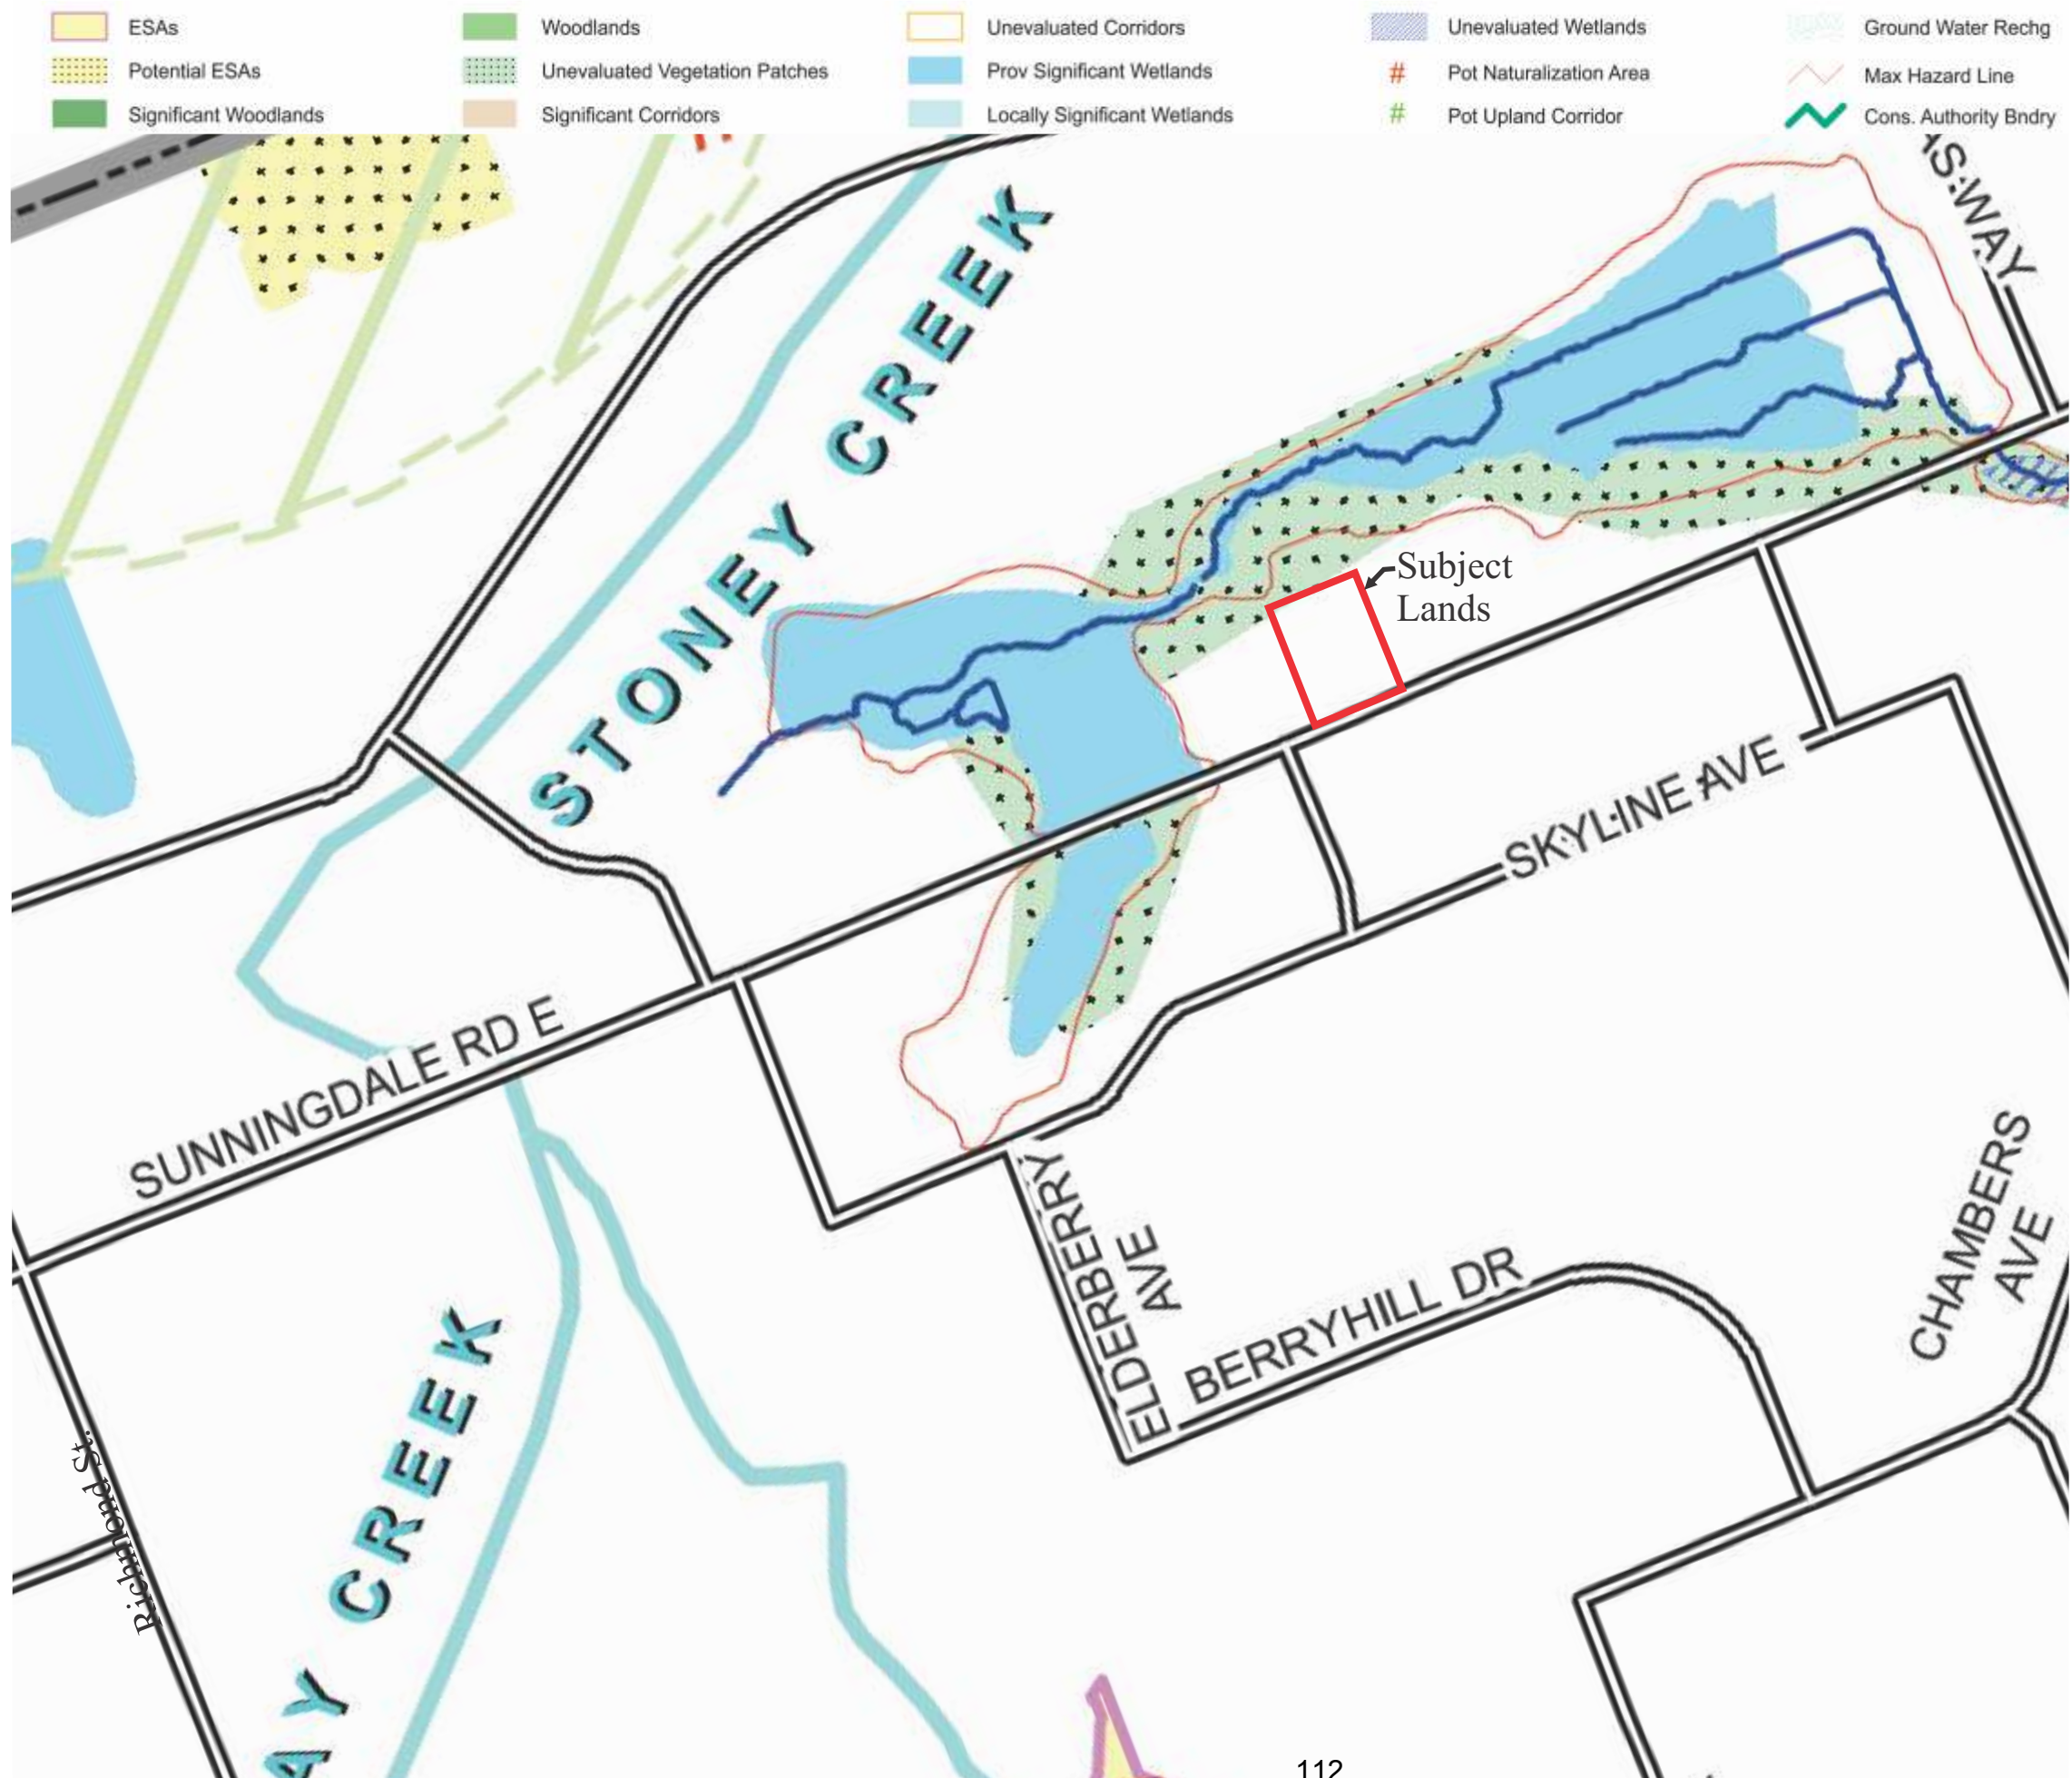 ESAs
Potential ESAs
Significant Woodlands
Woodlands
Unevaluated Vegetation Patches
Significant Corridors
Unevaluated Corridors
Prov Significant Wetlands
Locally Significant Wetlands
Unevaluated Wetlands
# Pot Naturalization Area
# Pot Upland Corridor
Ground Water Rechg
Max Hazard Line
Cons. Authority Bndry
STONEY CREEK
Subject
Lands
SKYLINE AVE
SUNNINGDALE RD E
ELDERBERRY
AVE
BERRYHILL DR
CHAMBERS
AVE
Richmond St.
AY CREEK
112